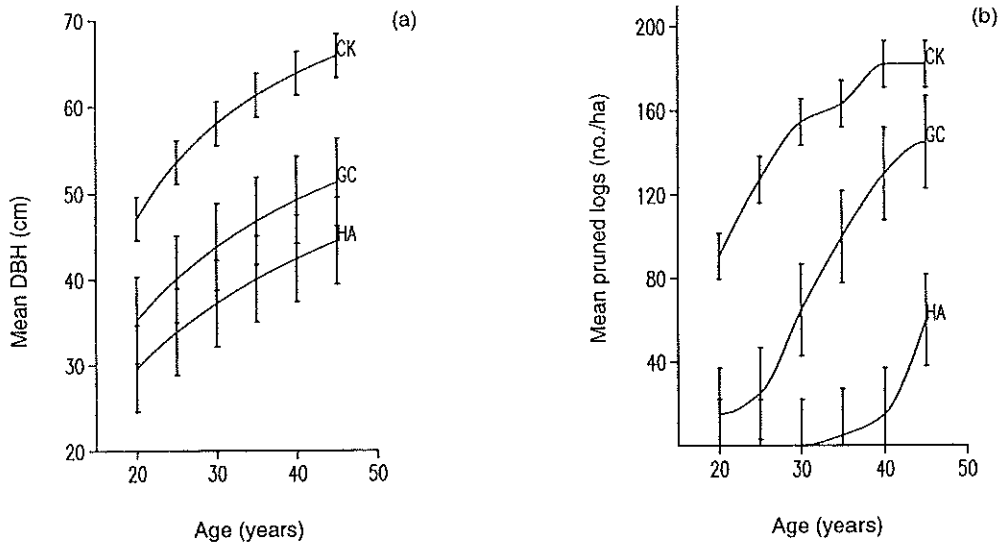 (a)
70
60
50
40
30
20
Mean DBH (cm)
CK
GC
HA
20 30 40 50
Age (years)
(b)
200
160
120
80
40
Mean pruned logs (no./ha)
CK
GC
HA
20 30 40 50
Age (years)